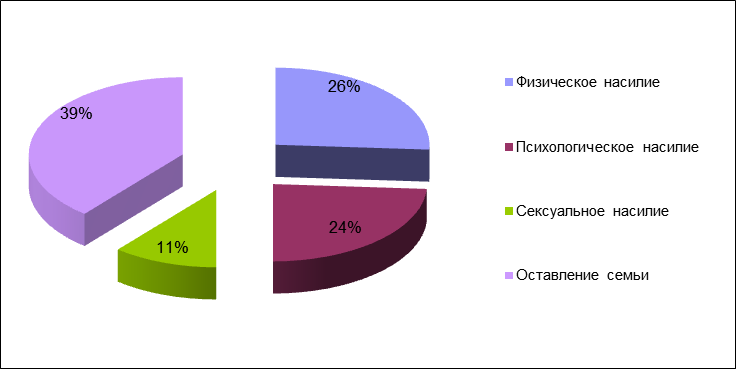 26%
24%
11%
39%
Физическое насилие
Психологическое насилие
Сексуальное насилие
Оставление семьи